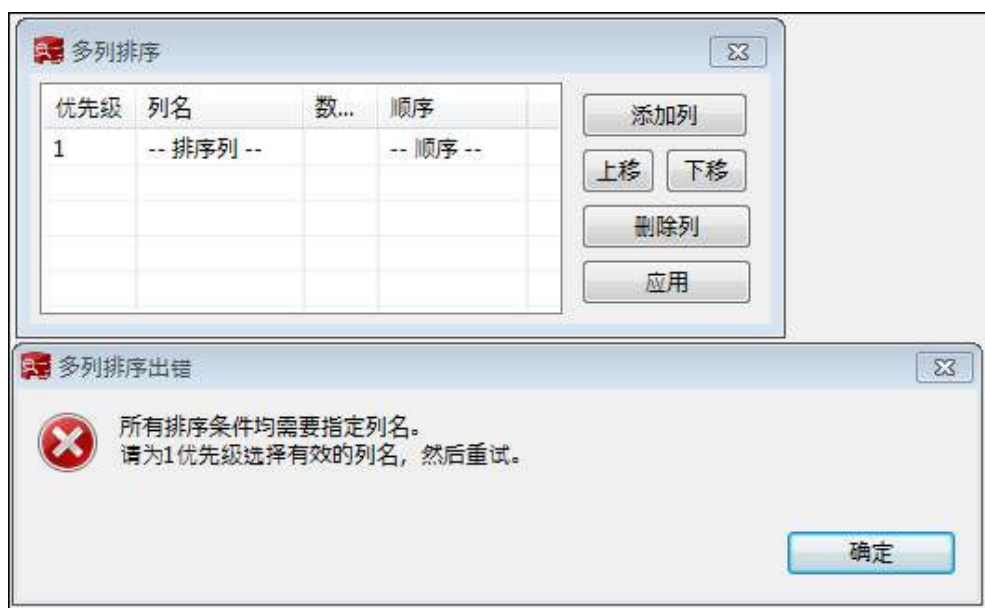 多列排序
优先级 列名 数... 顺序
1 -- 排序列 -- -- 顺序 --
添加列
上移 下移
删除列
应用
多列排序出错
所有排序条件均需要指定列名。
请为1优先级选择有效的列名，然后重试。
确定